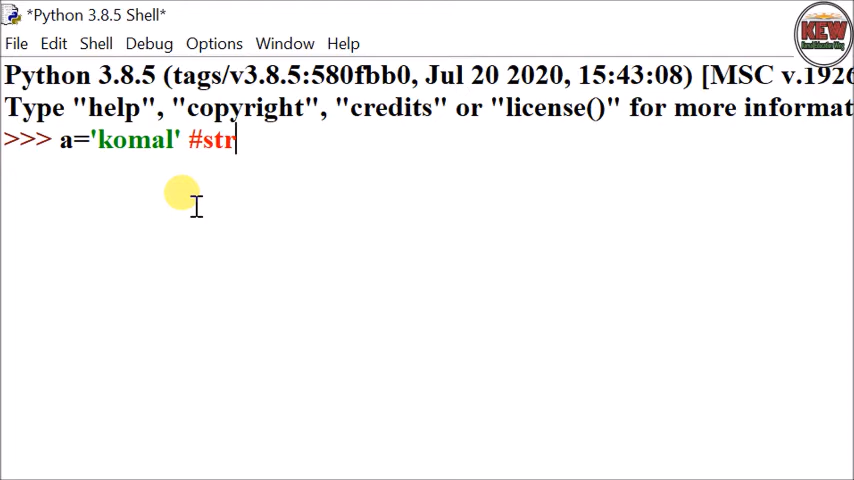 *Python 3.8.5 Shell*
File Edit Shell Debug Options Window Help
Python 3.8.5 (tags/v3.8.5:580fbb0, Jul 20 2020, 15:43:08) [MSC v.1926
Type "help", "copyright", "credits" or "license()" for more informat
>>> a='komal' #str
KEW